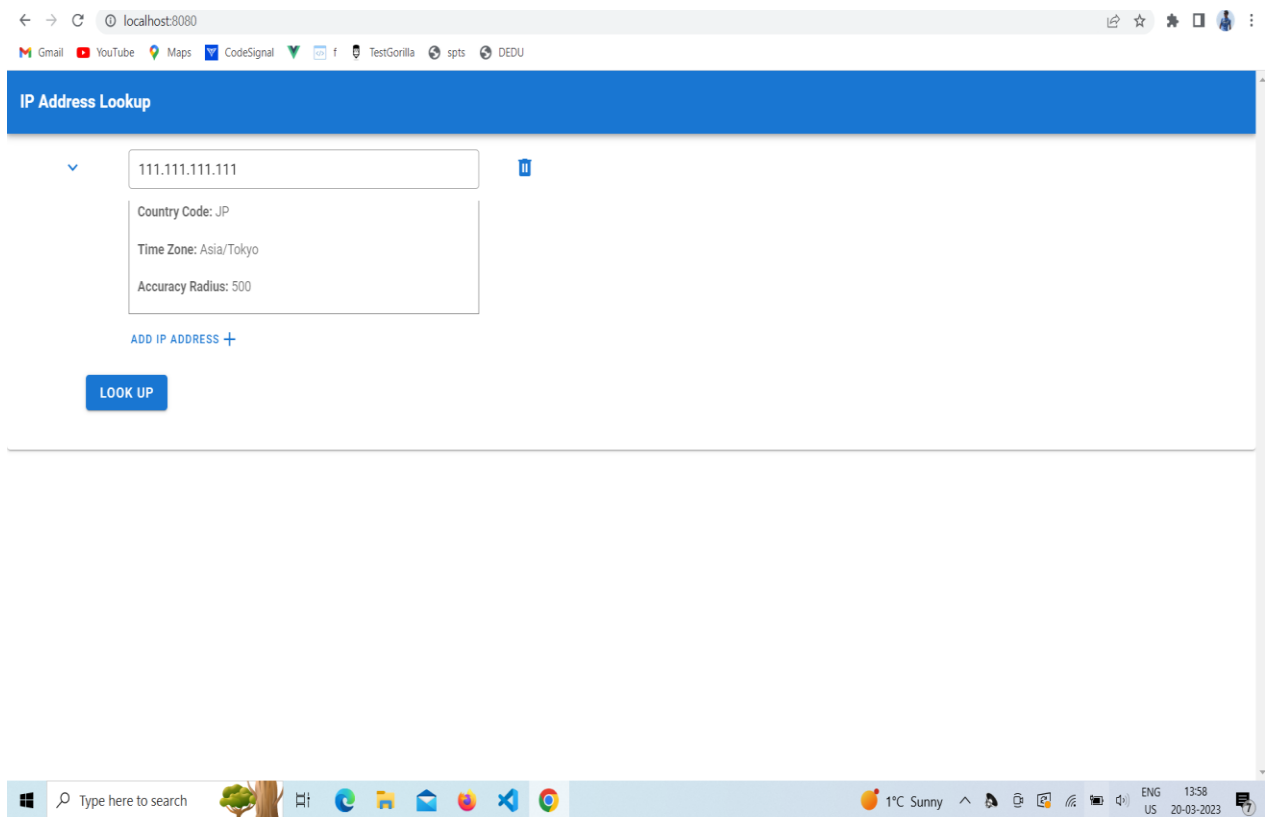 localhost:8080
Gmail YouTube Maps CodeSignal f TestGorilla spts DEDU
IP Address Lookup
111.111.111.111
Country Code: JP
Time Zone: Asia/Tokyo
Accuracy Radius: 500
ADD IP ADDRESS +
LOOK UP
Type here to search
1°C Sunny
ENG 13:58
US 20-03-2023
7